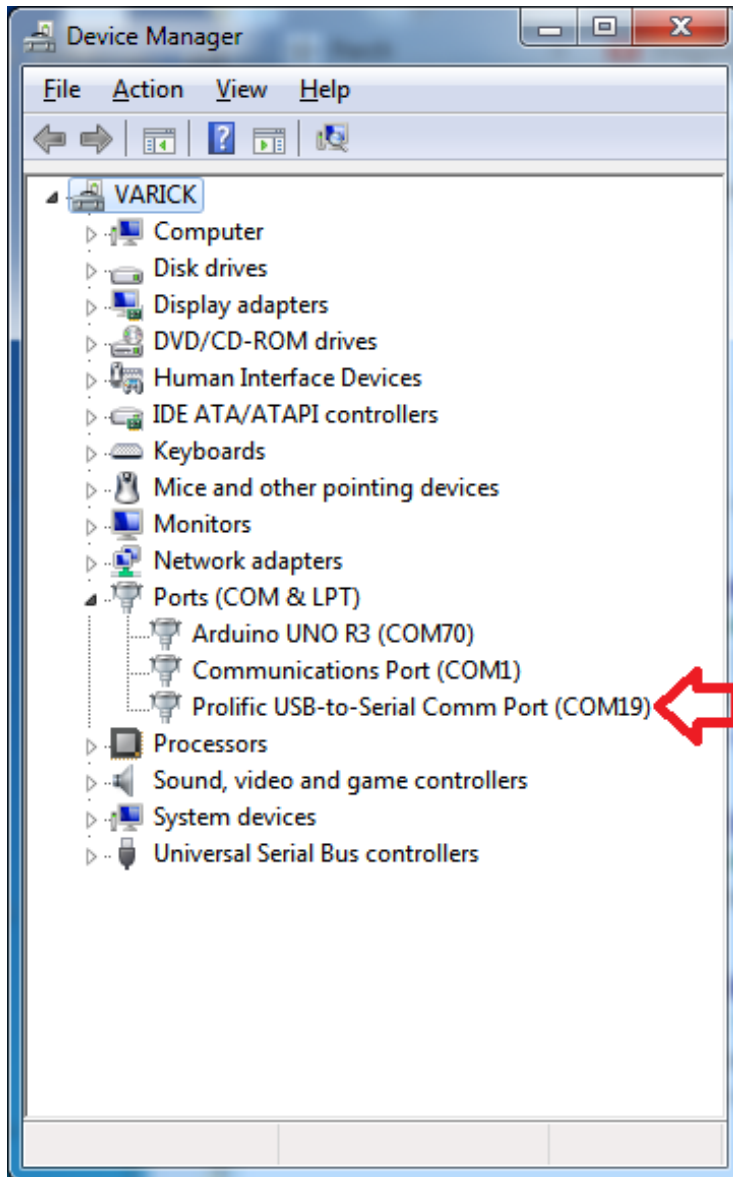 Device Manager
File Action View Help
VARICK
Computer
Disk drives
Display adapters
DVD/CD-ROM drives
Human Interface Devices
IDE ATA/ATAPI controllers
Keyboards
Mice and other pointing devices
Monitors
Network adapters
Ports (COM & LPT)
Arduino UNO R3 (COM70)
Communications Port (COM1)
Prolific USB-to-Serial Comm Port (COM19)
Processors
Sound, video and game controllers
System devices
Universal Serial Bus controllers